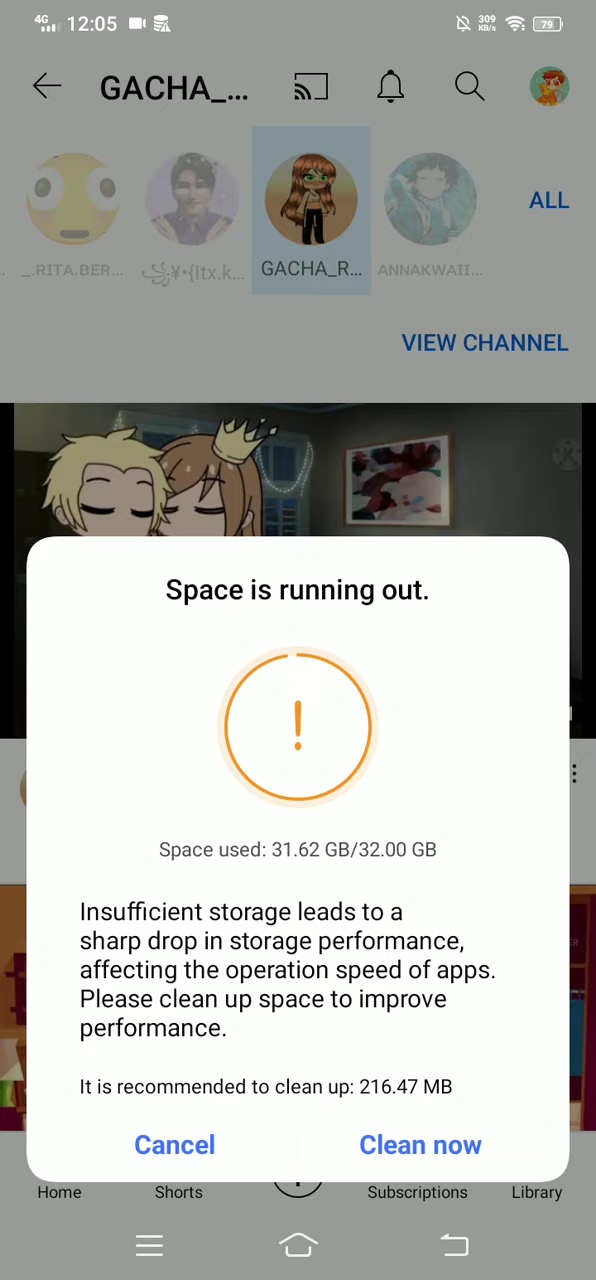 4G 12:05 309 KB/s 79
GACHA_...
ALL
_.RITA.BER... ꧁¥•{Itx.k... GACHA_R... ANNAKWAII...
VIEW CHANNEL
K
Space is running out.
!
Space used: 31.62 GB/32.00 GB
Insufficient storage leads to a
sharp drop in storage performance,
affecting the operation speed of apps.
Please clean up space to improve
performance.
It is recommended to clean up: 216.47 MB
Cancel Clean now
Home Shorts Subscriptions Library